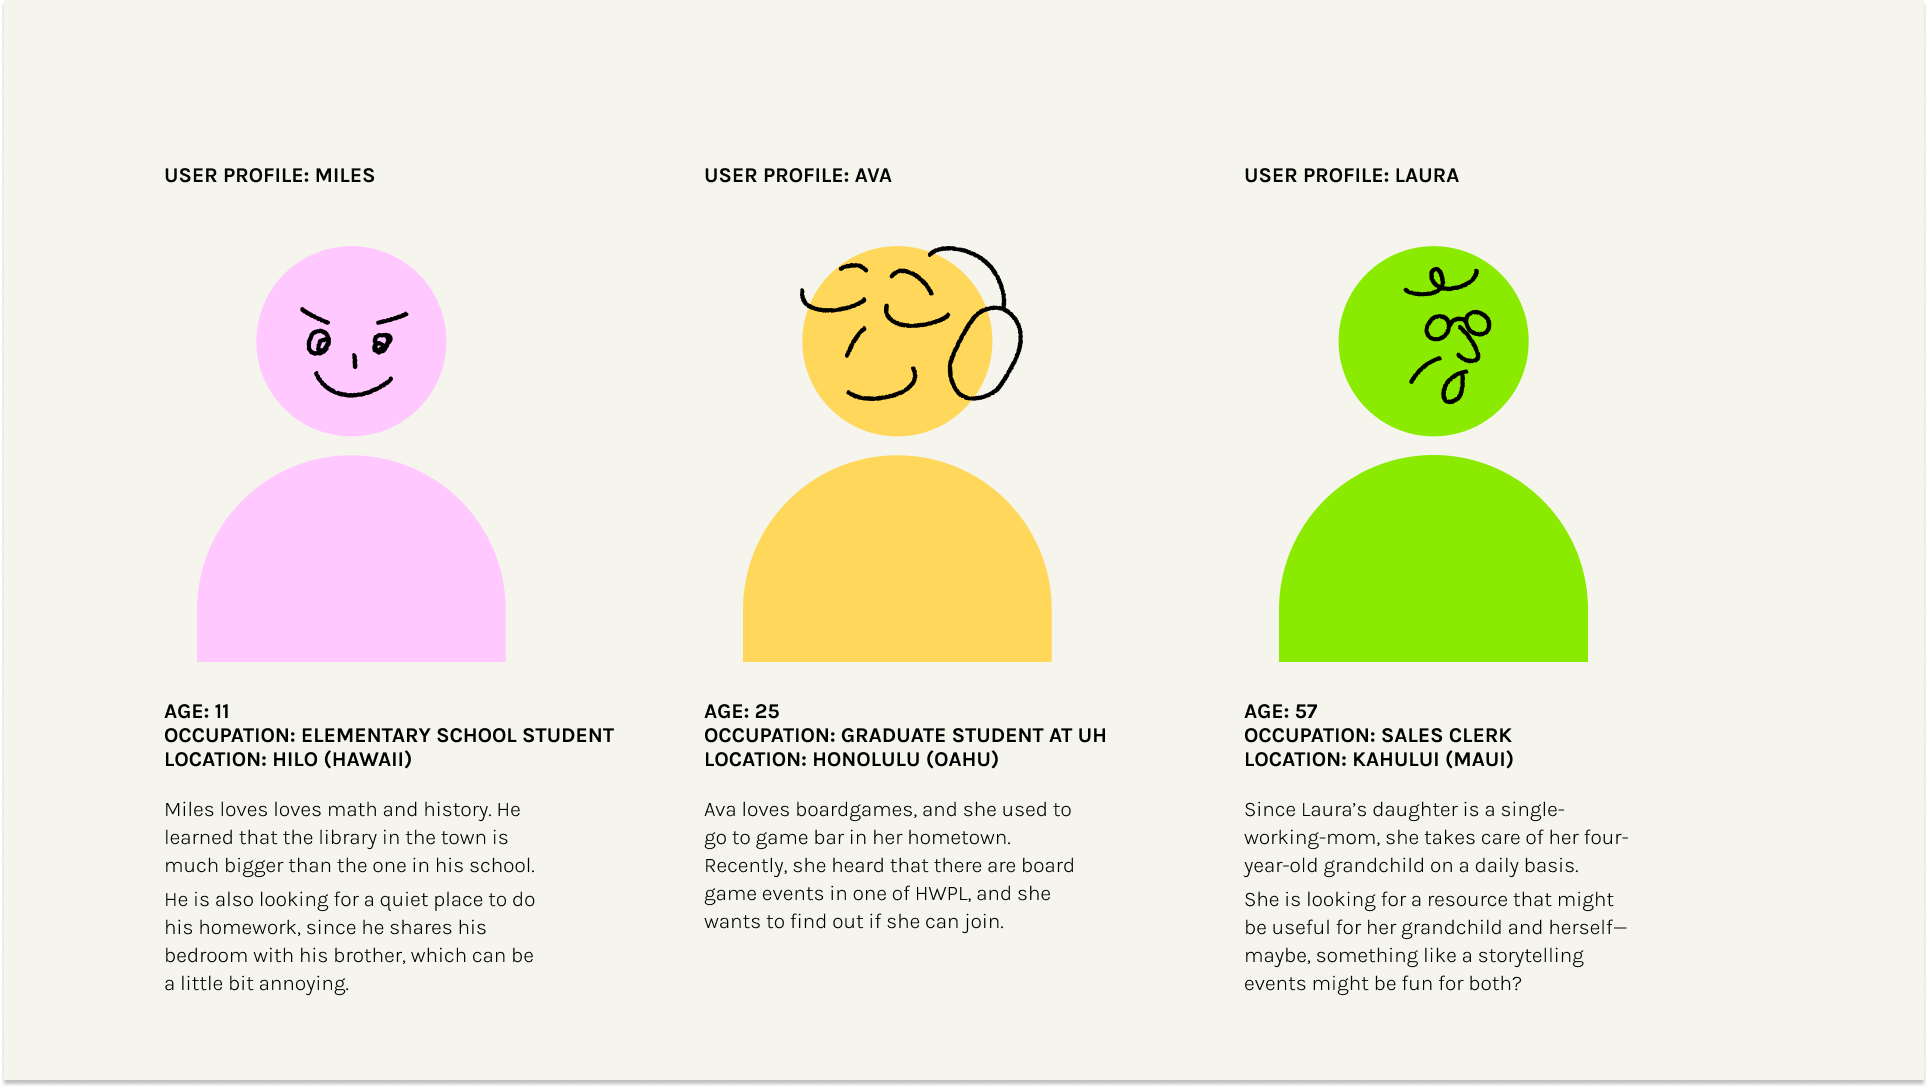 USER PROFILE: MILES
AGE: 11
OCCUPATION: ELEMENTARY SCHOOL STUDENT
LOCATION: HILO (HAWAII)
Miles loves loves math and history. He
learned that the library in the town is
much bigger than the one in his school.
He is also looking for a quiet place to do
his homework, since he shares his
bedroom with his brother, which can be
a little bit annoying.
USER PROFILE: AVA
AGE: 25
OCCUPATION: GRADUATE STUDENT AT UH
LOCATION: HONOLULU (OAHU)
Ava loves boardgames, and she used to
go to game bar in her hometown.
Recently, she heard that there are board
game events in one of HWPL, and she
wants to find out if she can join.
USER PROFILE: LAURA
AGE: 57
OCCUPATION: SALES CLERK
LOCATION: KAHULUI (MAUI)
Since Laura’s daughter is a single-
working-mom, she takes care of her four-
year-old grandchild on a daily basis.
She is looking for a resource that might
be useful for her grandchild and herself—
maybe, something like a storytelling
events might be fun for both?